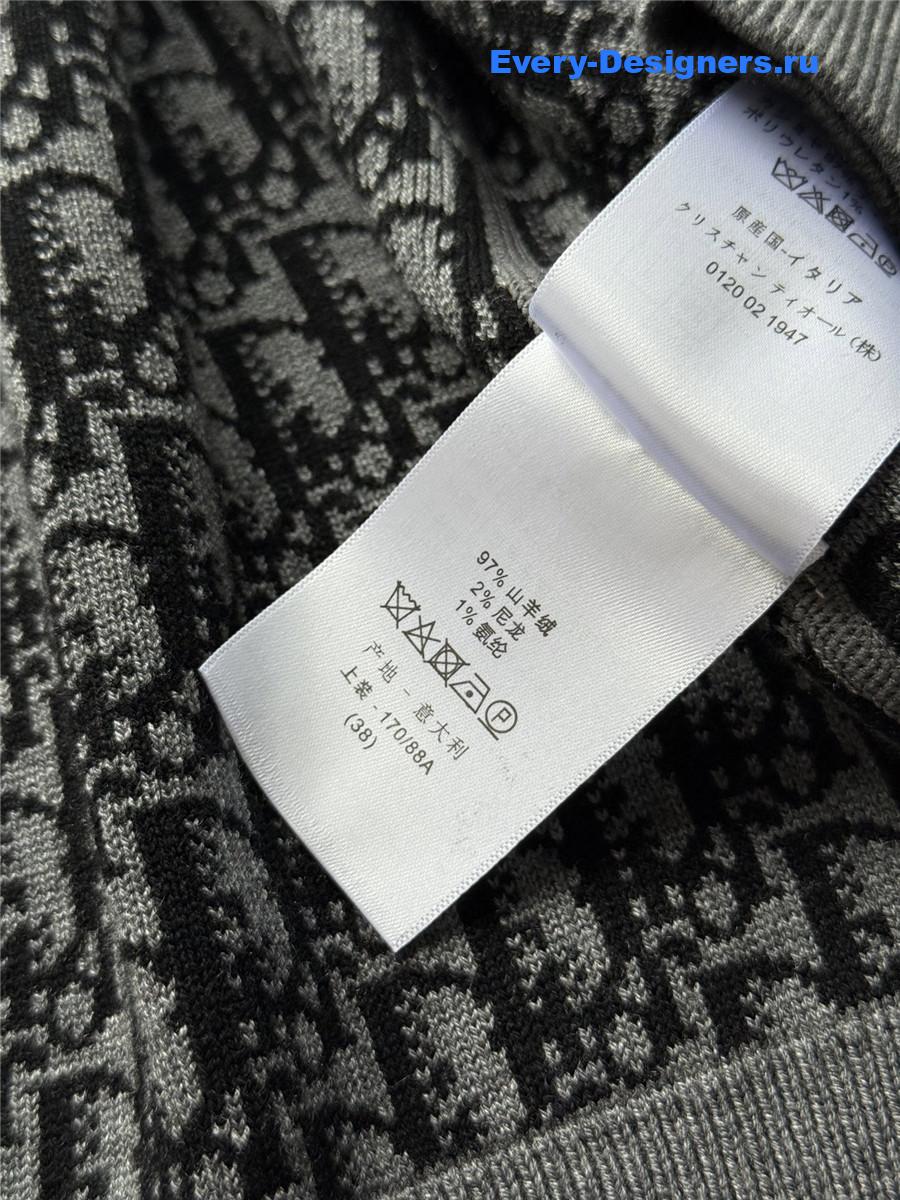 Every-Designers.ru
ポリウレタン1%
原産国-イタリア
クリスチャン ディオール (株)
0120 02 1947
97% 山羊绒
2% 尼龙
1% 氨纶
产地 - 意大利
上装 - 170/88A
(38)